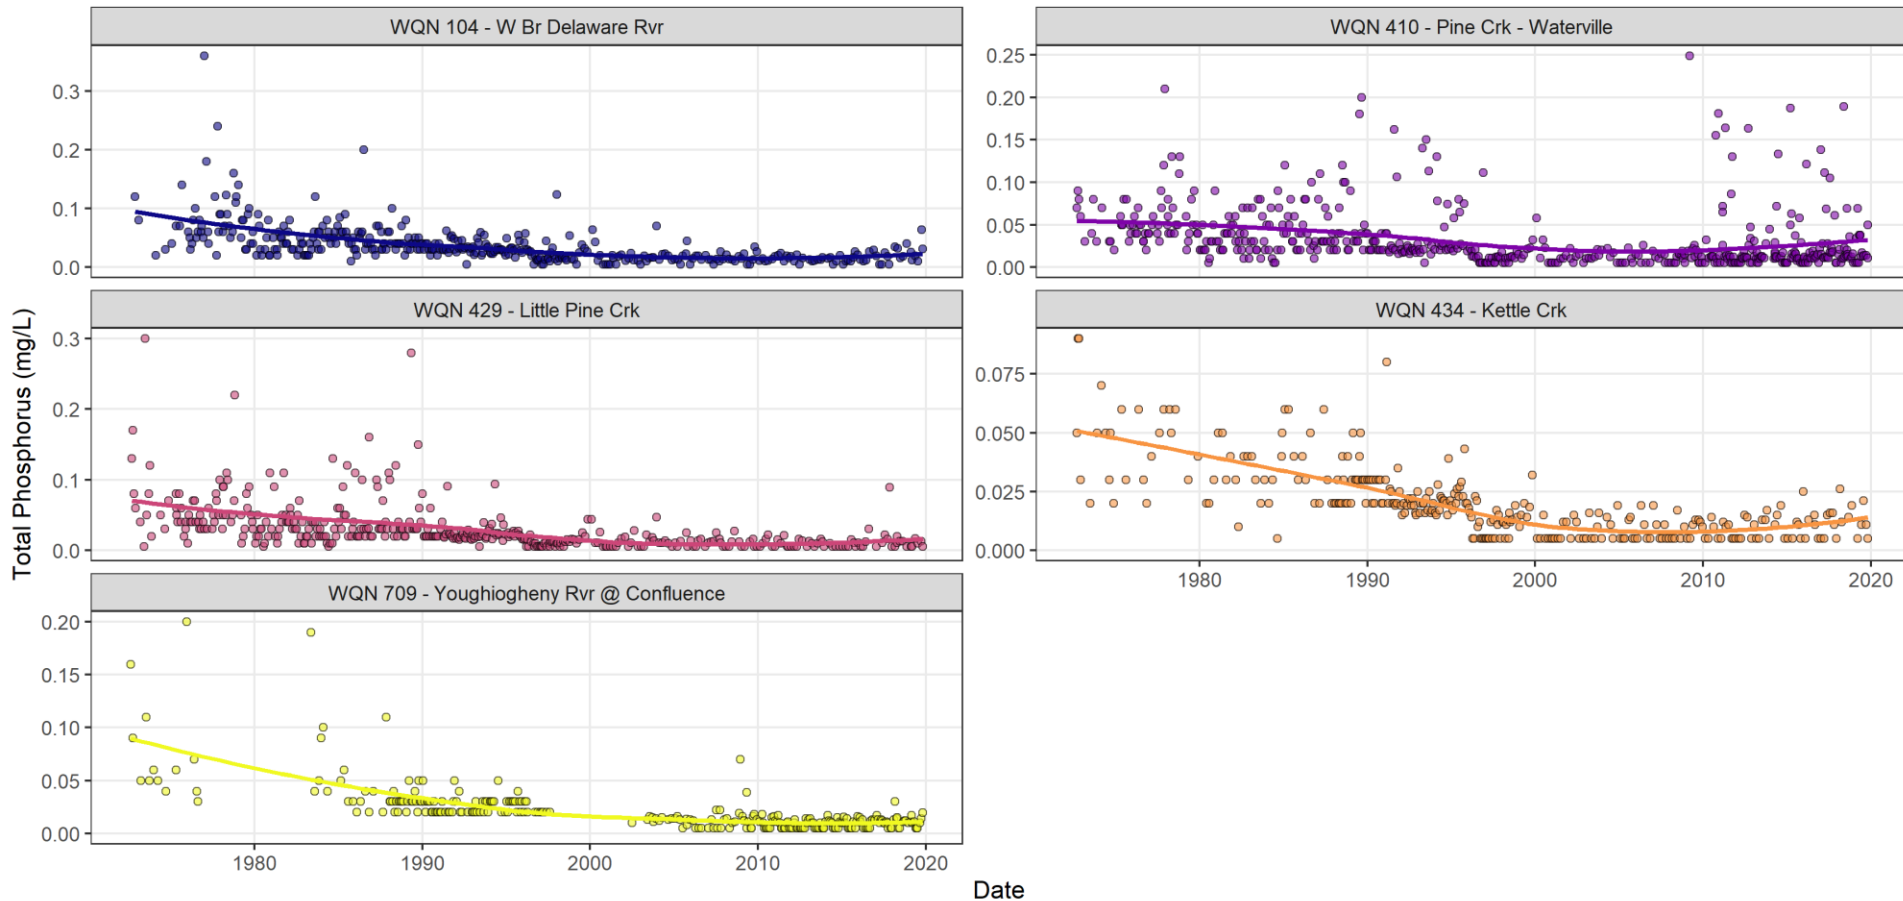 WQN 104 - W Br Delaware Rvr
0.3
0.2
0.1
0.0
WQN 410 - Pine Crk - Waterville
0.25
0.20
0.15
0.10
0.05
0.00
Total Phosphorus (mg/L)
WQN 429 - Little Pine Crk
0.3
0.2
0.1
0.0
WQN 434 - Kettle Crk
0.075
0.050
0.025
0.000
1980 1990 2000 2010 2020
WQN 709 - Youghiogheny Rvr @ Confluence
0.20
0.15
0.10
0.05
0.00
1980 1990 2000 2010 2020
Date